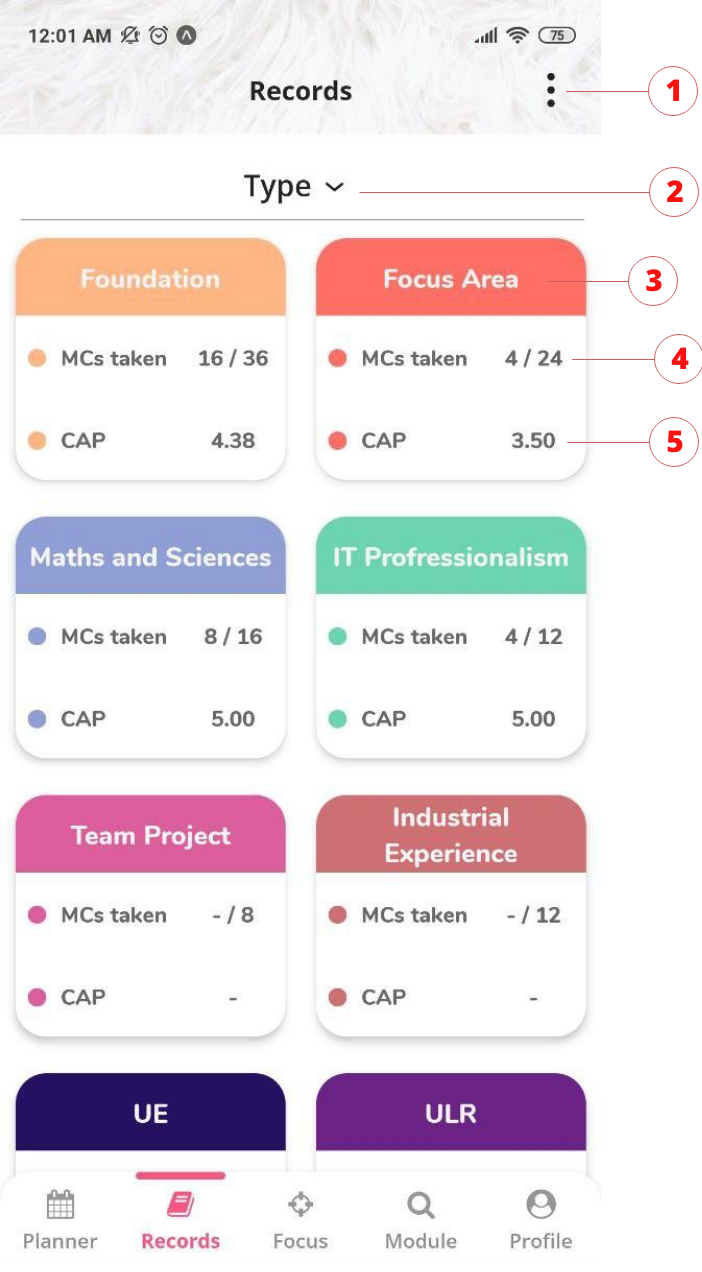 12:01 AM 75
Records
1
Type
2
Foundation Focus Area
3
MCs taken 16 / 36 MCs taken 4 / 24
4
CAP 4.38 CAP 3.50
5
Maths and Sciences IT Profressionalism
MCs taken 8 / 16 MCs taken 4 / 12
CAP 5.00 CAP 5.00
Team Project Industrial
Experience
MCs taken - / 8 MCs taken - / 12
CAP - CAP -
UE ULR
Planner Records Focus Module Profile